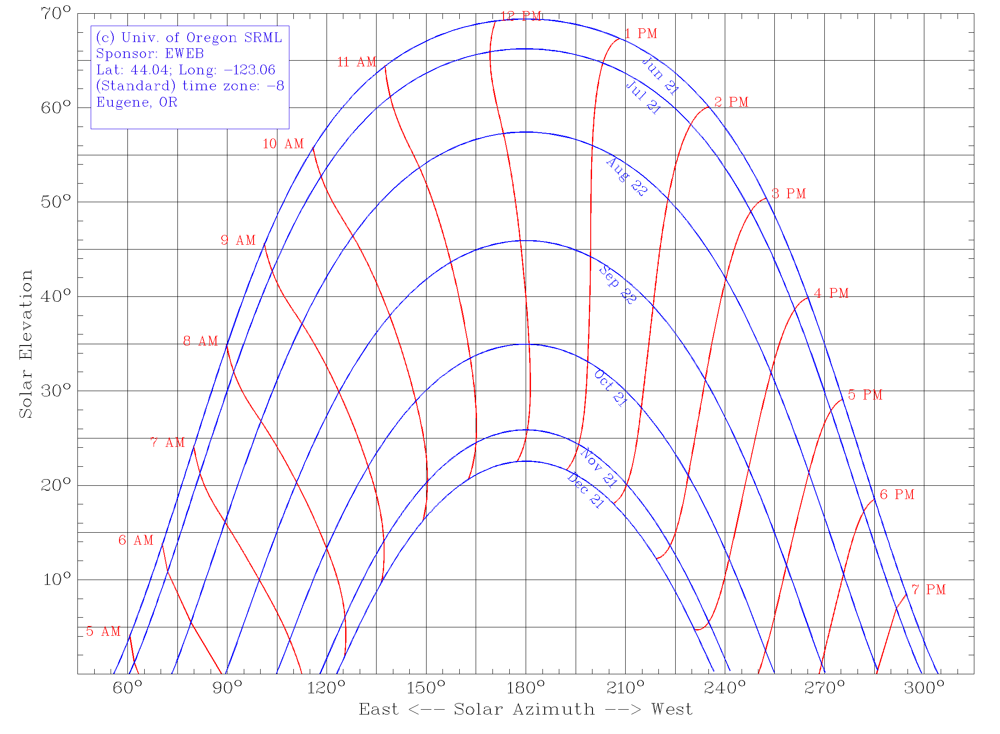 70°
12 PM
(c) Univ. of Oregon SRML
Sponsor: EWEB
Lat: 44.04; Long: -123.06
(Standard) time zone: -8
Eugene, OR
1 PM
11 AM
Jun 21
Jul 21
60°
2 PM
10 AM
Aug 22
50°
3 PM
9 AM
Sep 22
40°
4 PM
8 AM
Solar Elevation
Oct 21
30°
5 PM
7 AM
Nov 21
Dec 21
20°
6 PM
6 AM
10°
7 PM
5 AM
60° 90° 120° 150° 180° 210° 240° 270° 300°
East <-- Solar Azimuth --> West